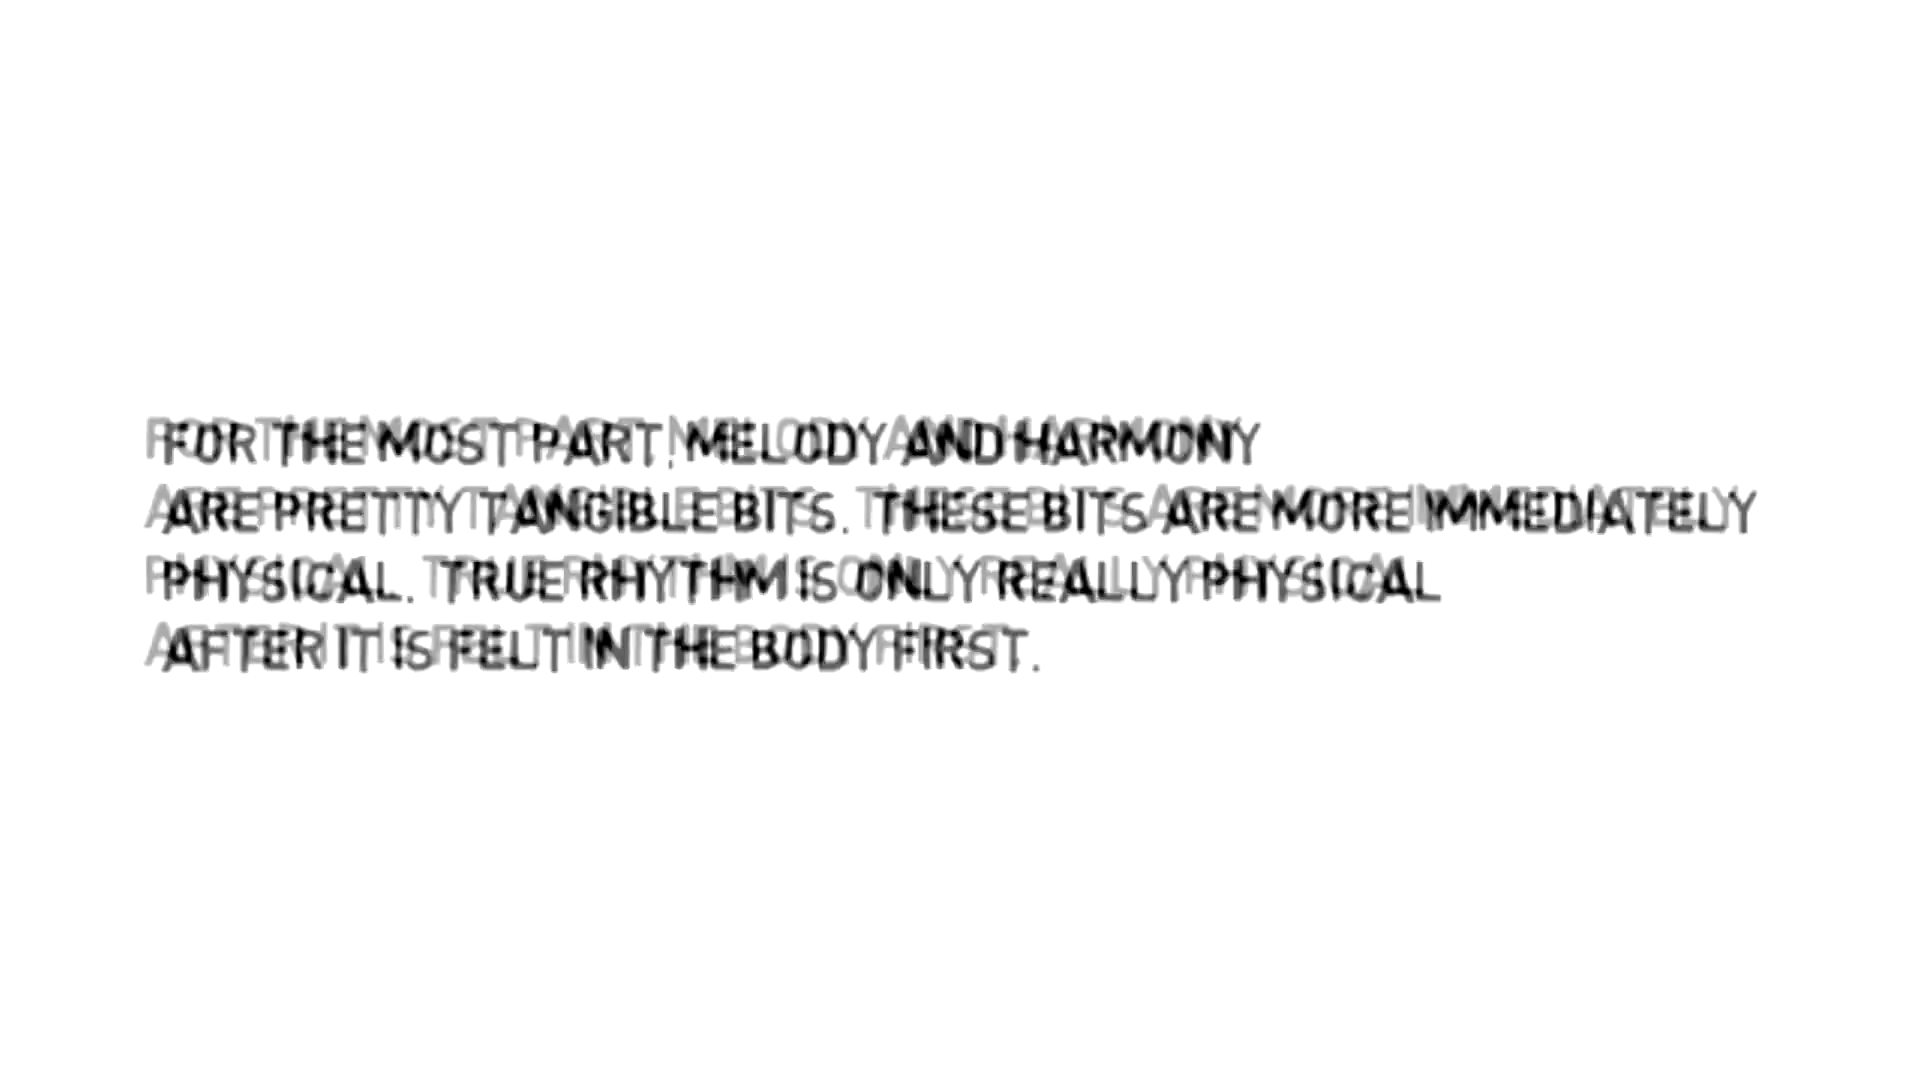 FOR THE MOST PART, MELODY AND HARMONY
ARE PRETTY TANGIBLE BITS. THESE BITS ARE MORE IMMEDIATELY
PHYSICAL. TRUE RHYTHM IS ONLY REALLY PHYSICAL
AFTER IT IS FELT IN THE BODY FIRST.